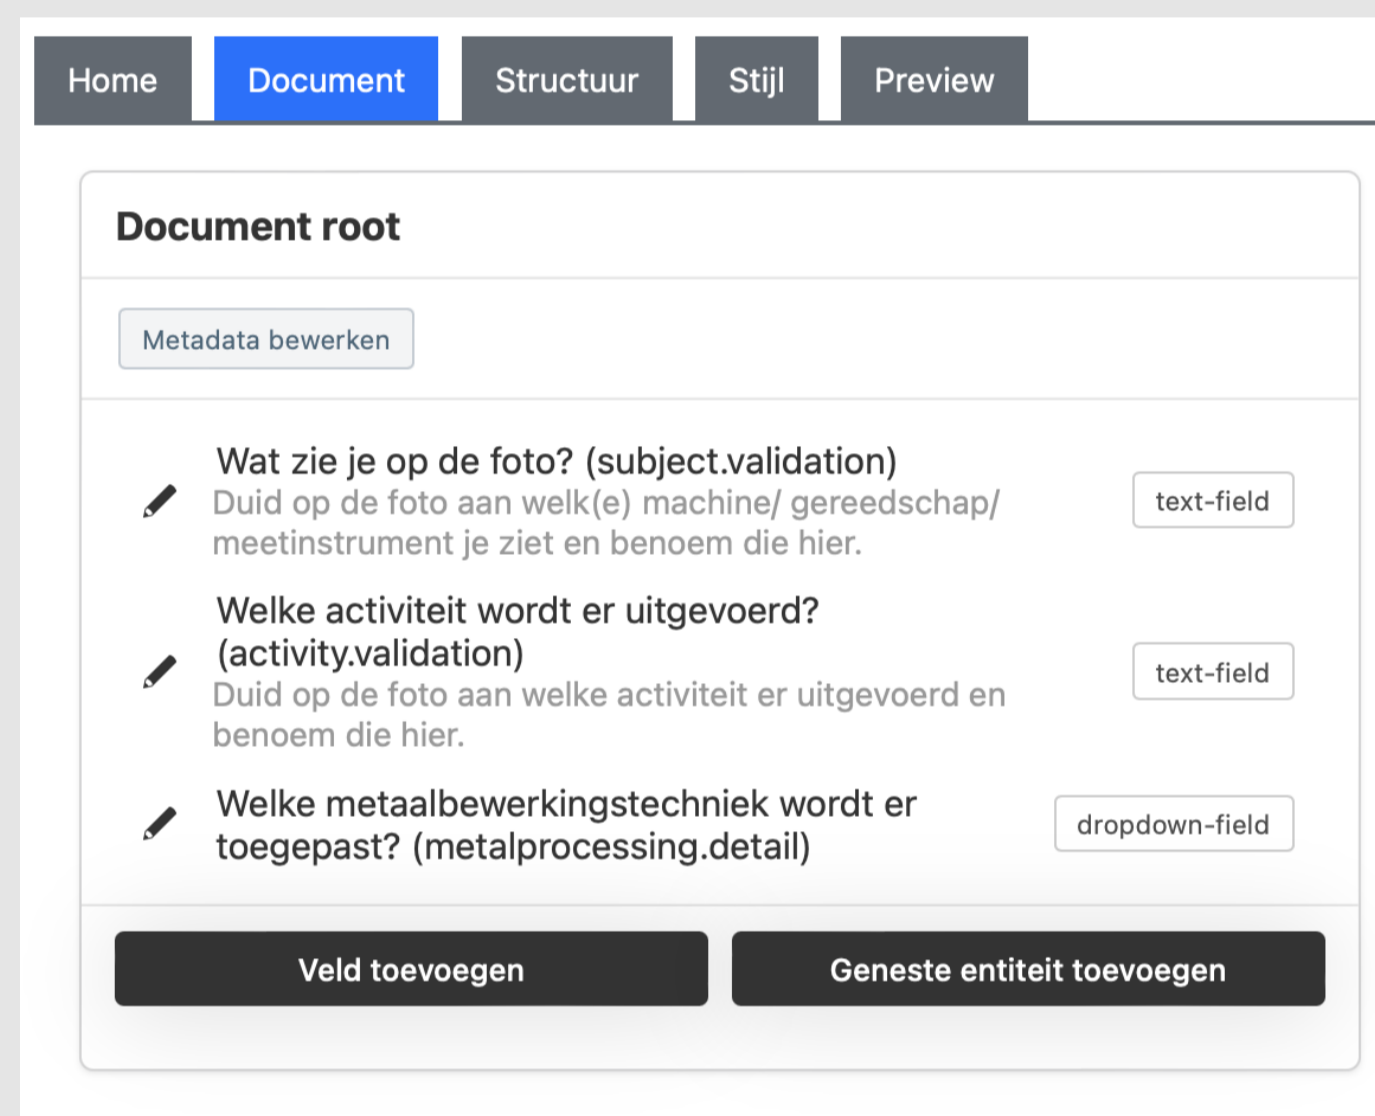 Home Document Structuur Stijl Preview
Document root
Metadata bewerken
Wat zie je op de foto? (subject.validation)
Duid op de foto aan welk(e) machine/ gereedschap/
meetinstrument je ziet en benoem die hier.
text-field
Welke activiteit wordt er uitgevoerd?
(activity.validation)
Duid op de foto aan welke activiteit er uitgevoerd en
benoem die hier.
text-field
Welke metaalbewerkingstechniek wordt er
toegepast? (metalprocessing.detail)
dropdown-field
Veld toevoegen
Geneste entiteit toevoegen